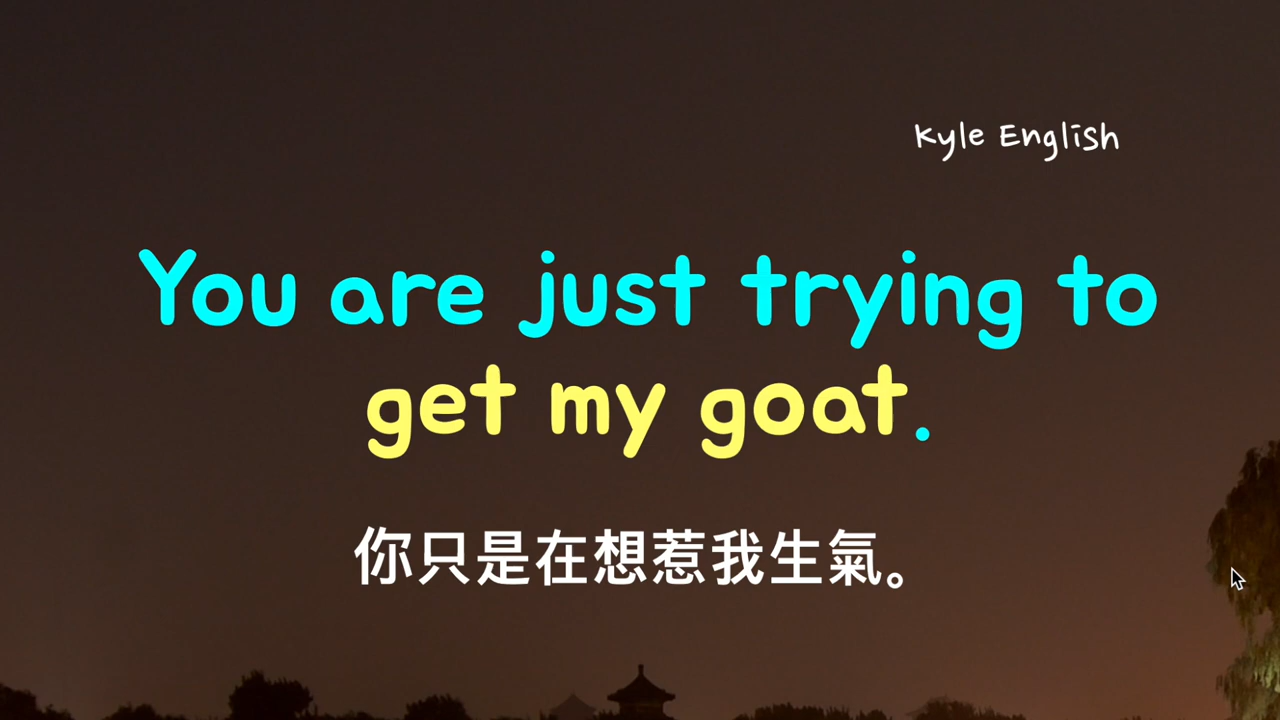 Kyle English
You are just trying to
get my goat.
你只是在想惹我生氣。